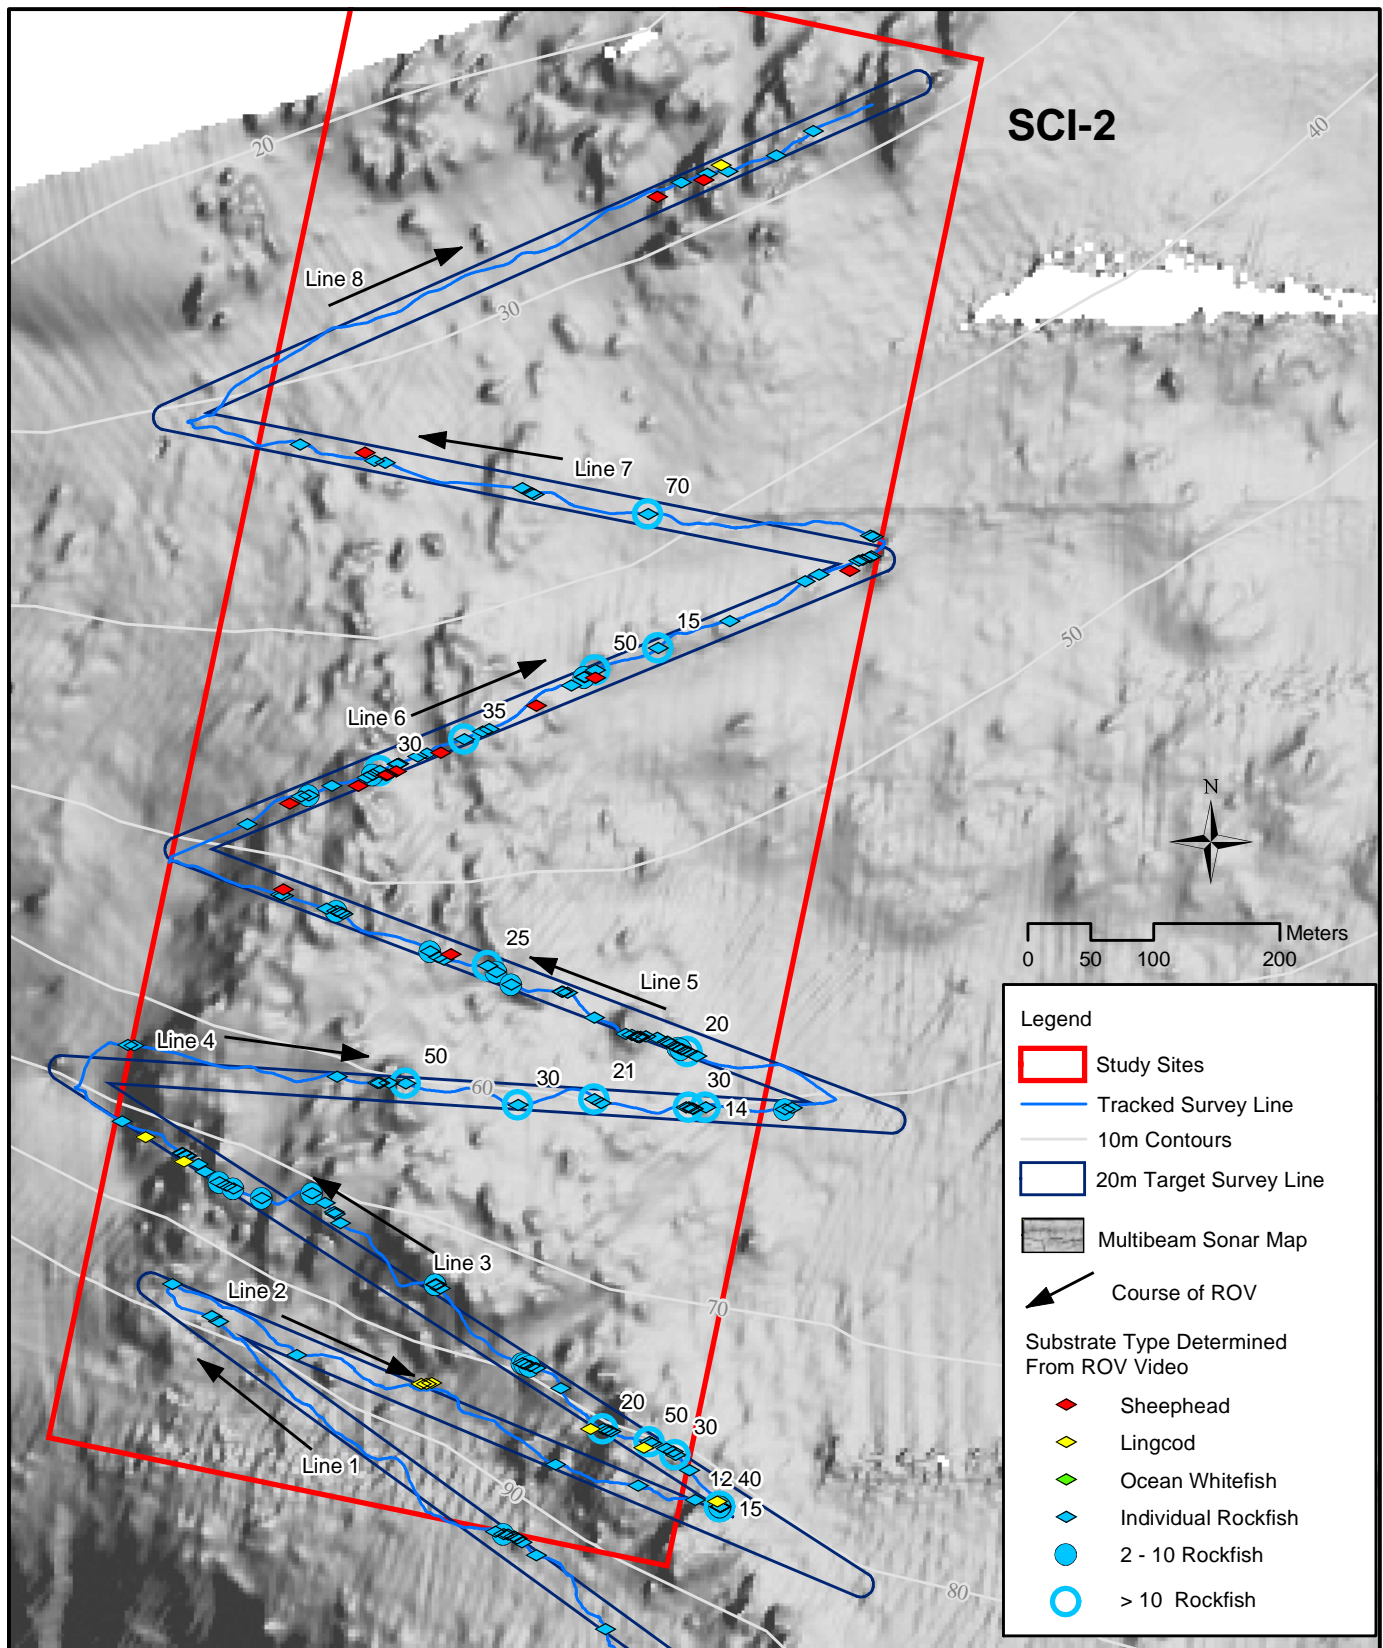 SCI-2
20
40
Line 8
30
Line 7
70
15
50
50
Line 6
35
30
N
Meters
0 50 100 200
25
Line 5
20
Line 4
50
60
30
21
30
14
Line 3
Line 2
70
20
50
30
Line 1
12 40
15
90
80
Legend
Study Sites
Tracked Survey Line
10m Contours
20m Target Survey Line
Multibeam Sonar Map
Course of ROV
Substrate Type Determined
From ROV Video
Sheephead
Lingcod
Ocean Whitefish
Individual Rockfish
2 - 10 Rockfish
> 10 Rockfish